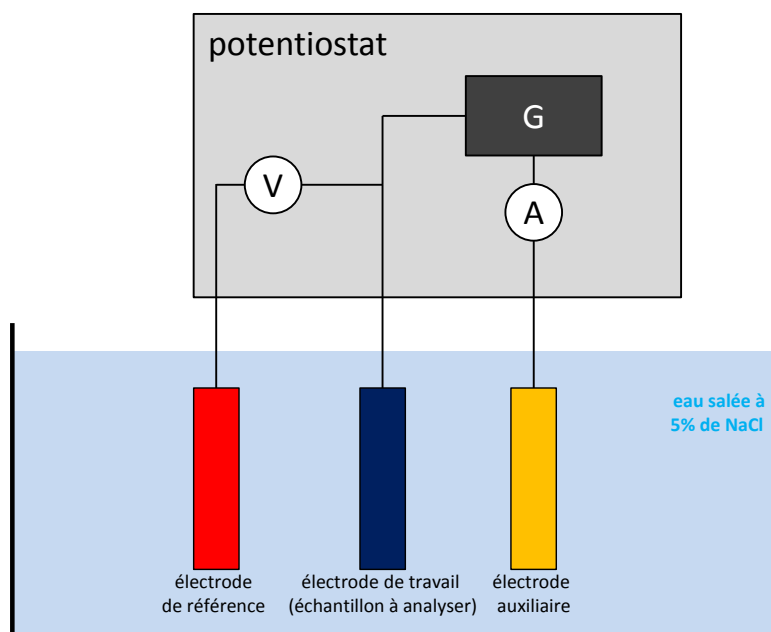 potentiostat
G
V
A
eau salée à
5% de NaCl
électrode
de référence
électrode de travail
(échantillon à analyser)
électrode
auxiliaire